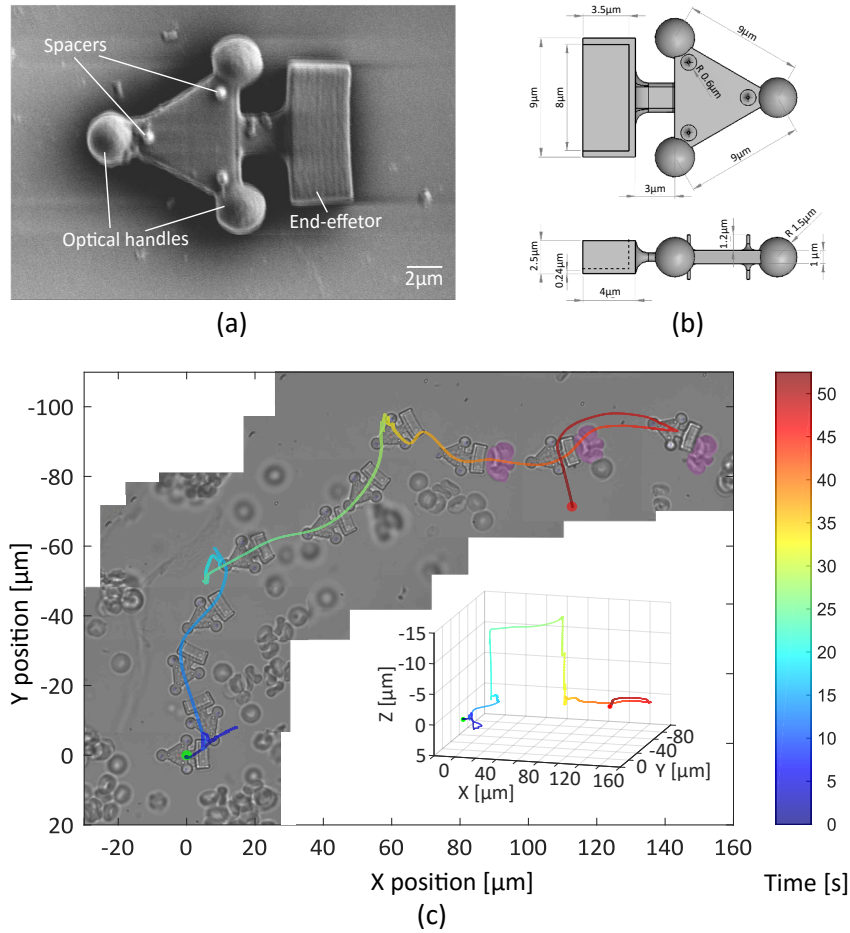 Spacers
Optical handles
End-effetor
2µm
(a)
3.5µm
9µm
8µm
9µm
R 0.6µm
9µm
3µm
2.5µm
0.24µm
4µm
1.2µm
R 1.5µm
1 µm
(b)
-100
-80
-60
-40
-20
0
20
Y position [µm]
-20
0
20
40
60
80
100
120
140
160
X position [µm]
-15
-10
-5
0
5
Z [µm]
0
40
80
120
160
X [µm]
0
-40
-80
Y [µm]
50
45
40
35
30
25
20
15
10
5
0
Time [s]
(c)